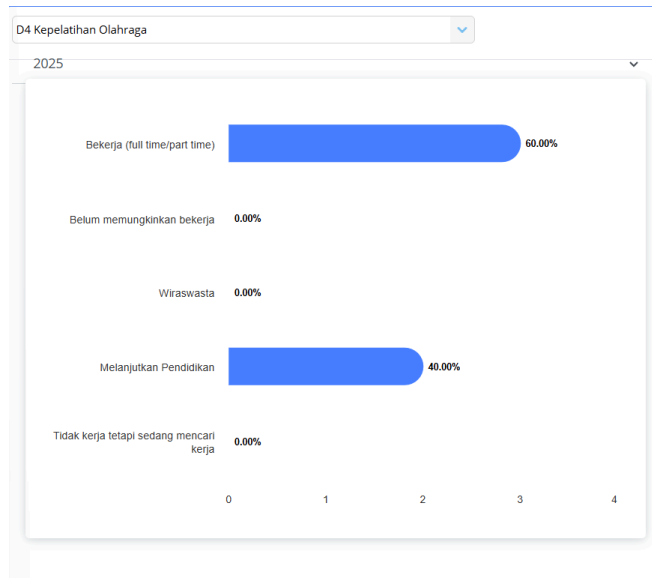 D4 Kepelatihan Olahraga
2025
Bekerja (full time/part time)
60.00%
Belum memungkinkan bekerja
0.00%
Wiraswasta
0.00%
Melanjutkan Pendidikan
40.00%
Tidak kerja tetapi sedang mencari
kerja
0.00%
0 1 2 3 4